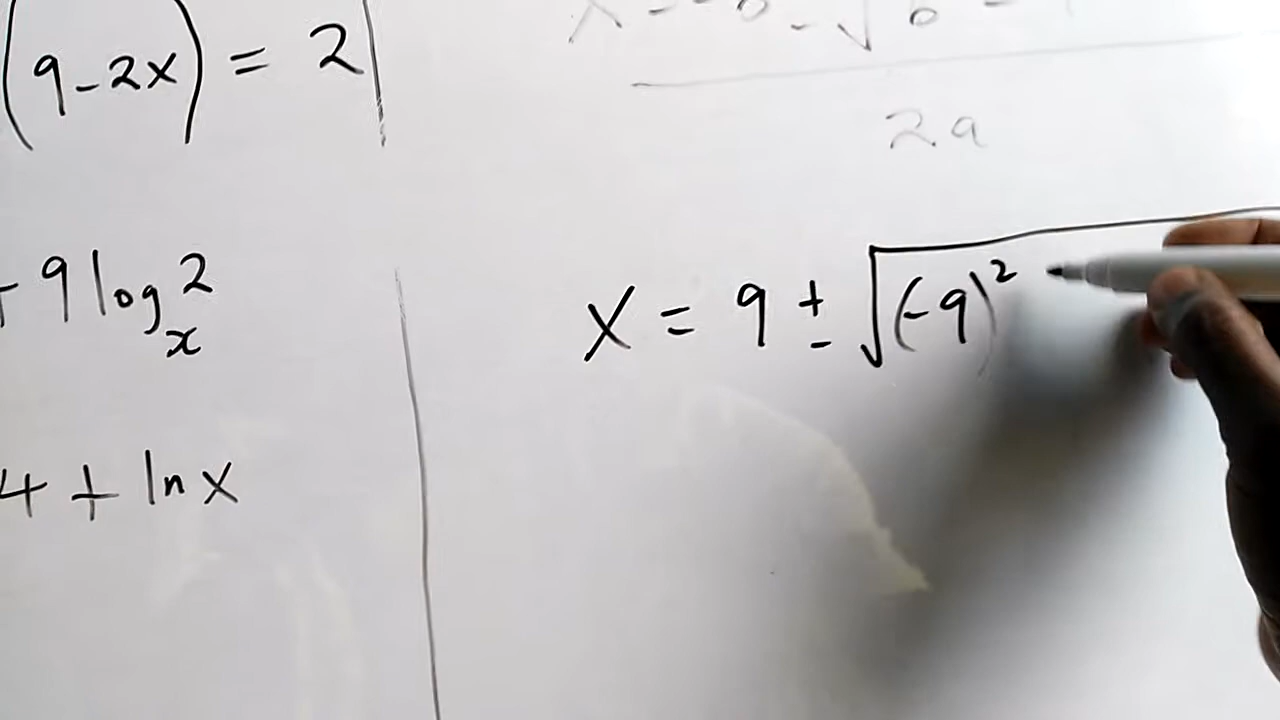 (9-2x) = 2
+ 9 log x 2
4 + ln x
2a
x = 9 ± √(-9)²